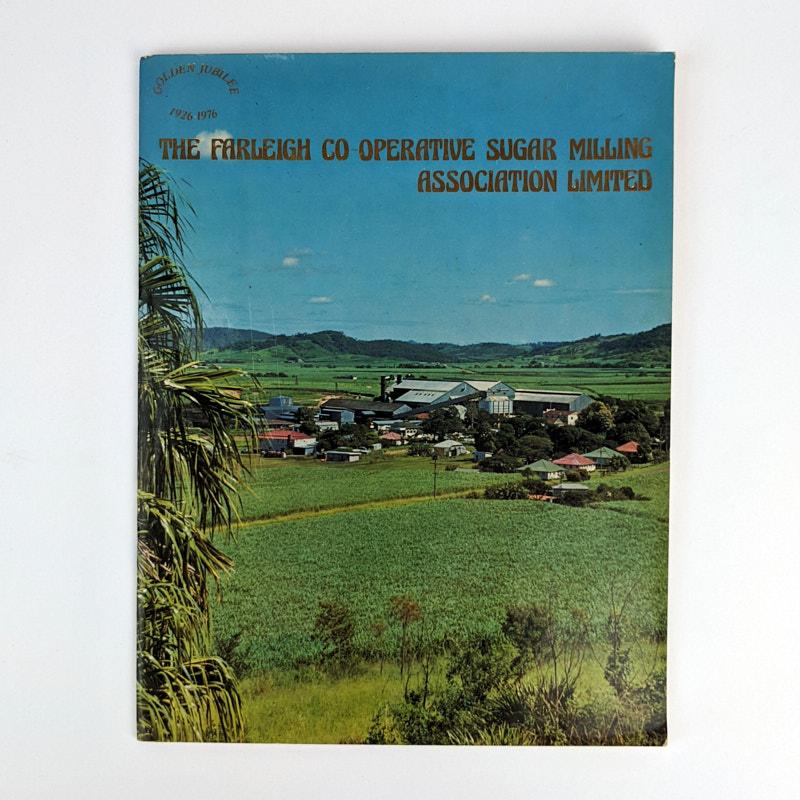 GOLDEN JUBILEE
1926 1976
THE FARLEIGH CO-OPERATIVE SUGAR MILLING
ASSOCIATION LIMITED